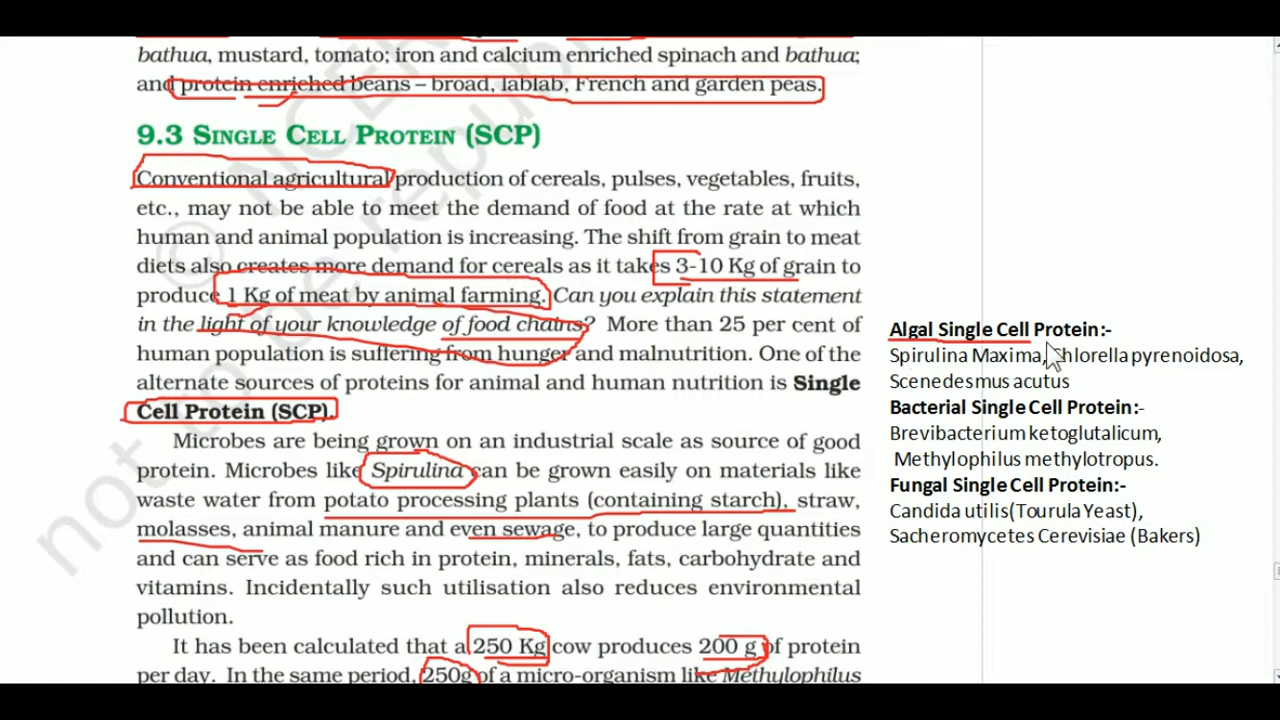 bathua, mustard, tomato; iron and calcium enriched spinach and bathua;
and protein enriched beans – broad, lablab, French and garden peas.
9.3 SINGLE CELL PROTEIN (SCP)
Conventional agricultural production of cereals, pulses, vegetables, fruits,
etc., may not be able to meet the demand of food at the rate at which
human and animal population is increasing. The shift from grain to meat
diets also creates more demand for cereals as it takes 3-10 Kg of grain to
produce 1 Kg of meat by animal farming. Can you explain this statement
in the light of your knowledge of food chains? More than 25 per cent of
human population is suffering from hunger and malnutrition. One of the
alternate sources of proteins for animal and human nutrition is Single
Cell Protein (SCP).
Microbes are being grown on an industrial scale as source of good
protein. Microbes like Spirulina can be grown easily on materials like
waste water from potato processing plants (containing starch), straw,
molasses, animal manure and even sewage, to produce large quantities
and can serve as food rich in protein, minerals, fats, carbohydrate and
vitamins. Incidentally such utilisation also reduces environmental
pollution.
It has been calculated that a 250 Kg cow produces 200 g of protein
per day. In the same period, 250g of a micro-organism like Methylophilus
Algal Single Cell Protein:-
Spirulina Maxima, Chlorella pyrenoidosa,
Scenedesmus acutus
Bacterial Single Cell Protein:-
Brevibacterium ketoglutalicum,
Methylophilus methylotropus.
Fungal Single Cell Protein:-
Candida utilis(Tourula Yeast),
Sacheromycetes Cerevisiae (Bakers)
not to be repub
© NCE